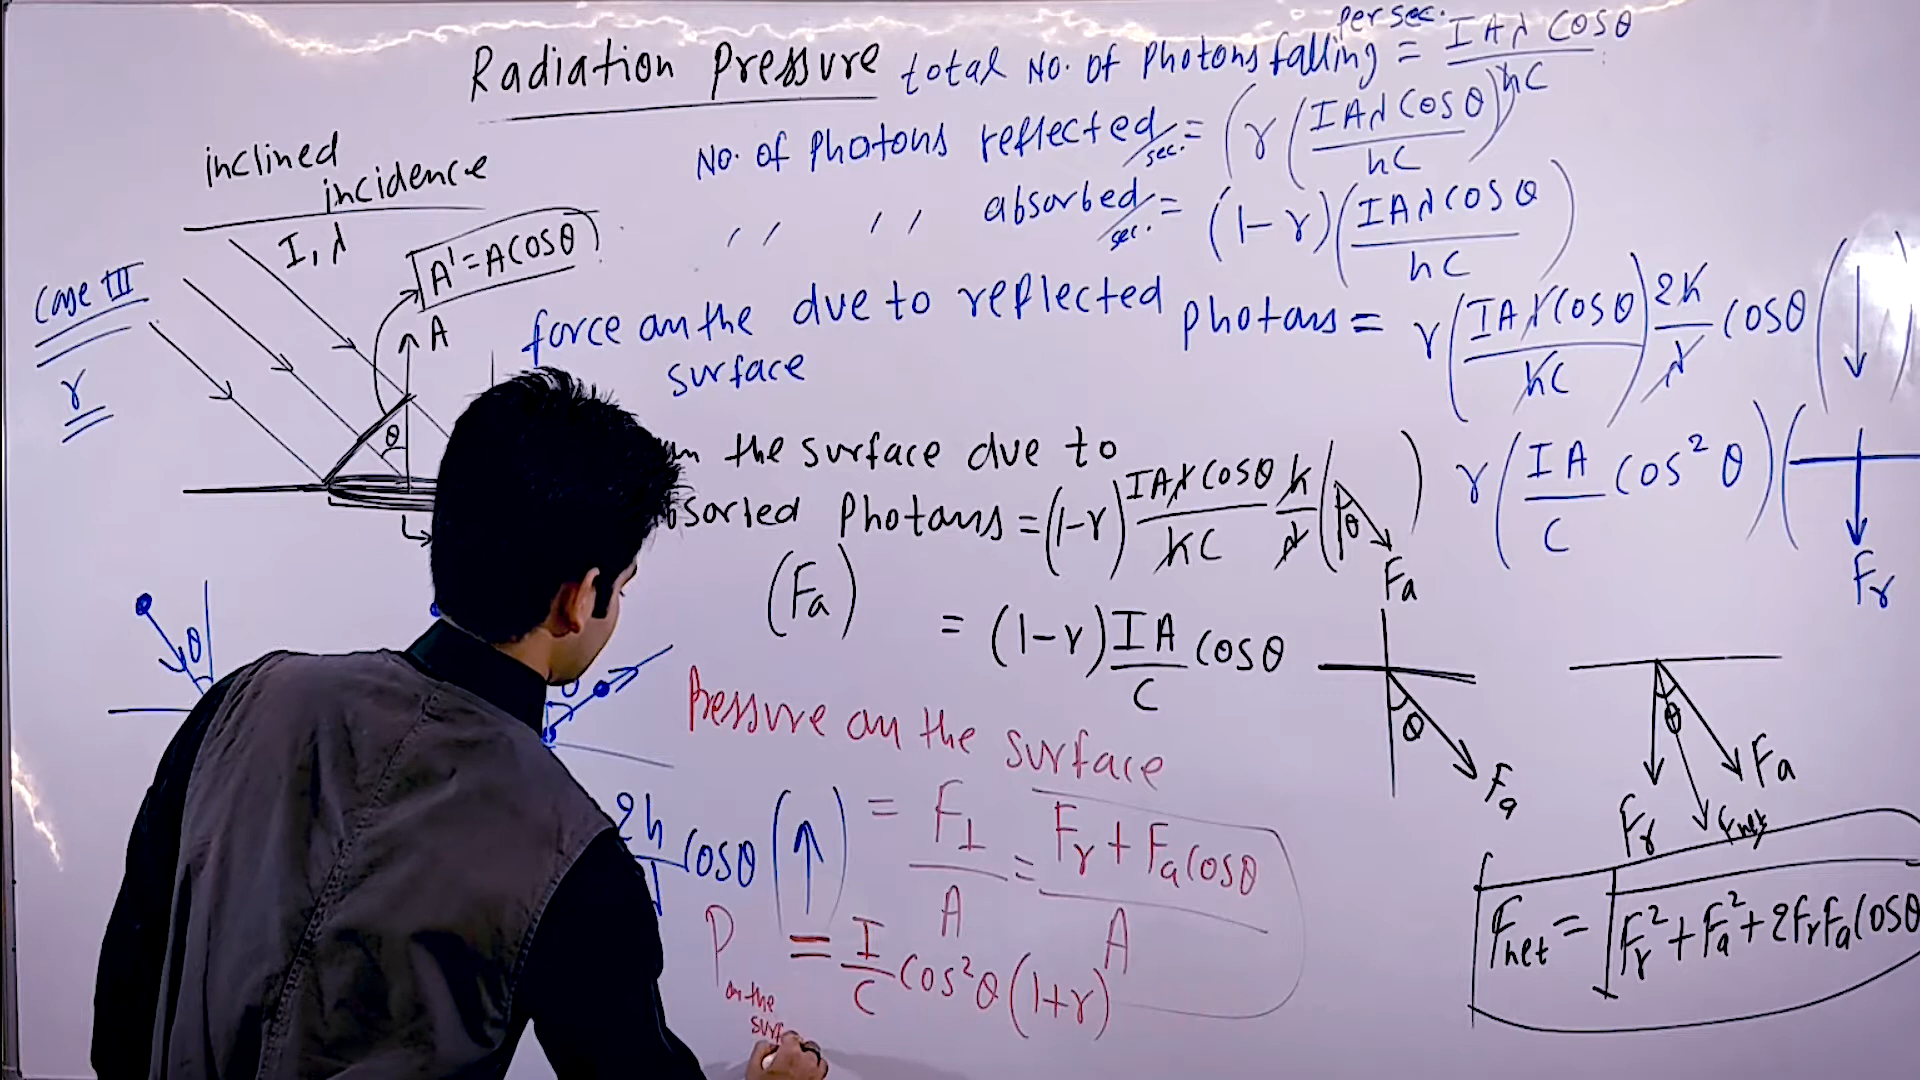 Radiation Pressure
total No. of Photons falling per sec. = IAλ cosθ / hc
No. of Photons reflected/sec. = (r (IAλ cosθ / hc))
,, ,, absorbed/sec. = (1-r)(IAλ cosθ / hc)
inclined
incidence
I, λ
A' = A cosθ
Case III
r
A
θ
force on the due to reflected photons = r(IAλ cosθ / hc) 2h/λ cosθ (↓)
surface
r(IA/c cos²θ)(
Fr
the surface due to
Photons = (1-r) IAλ cosθ / hc h/λ ( θ )
Fa
(Fa)
= (1-r) IA/c cosθ
θ
Fa
θ
Fr
Fa
Fnet
θ
Pressure on the surface
= F⊥ / A = Fr + Fa cosθ / A
2h cosθ (↑)
P on the = I/c cos²θ (1+r)
Fnet = √Fr² + Fa² + 2FrFa cosθ